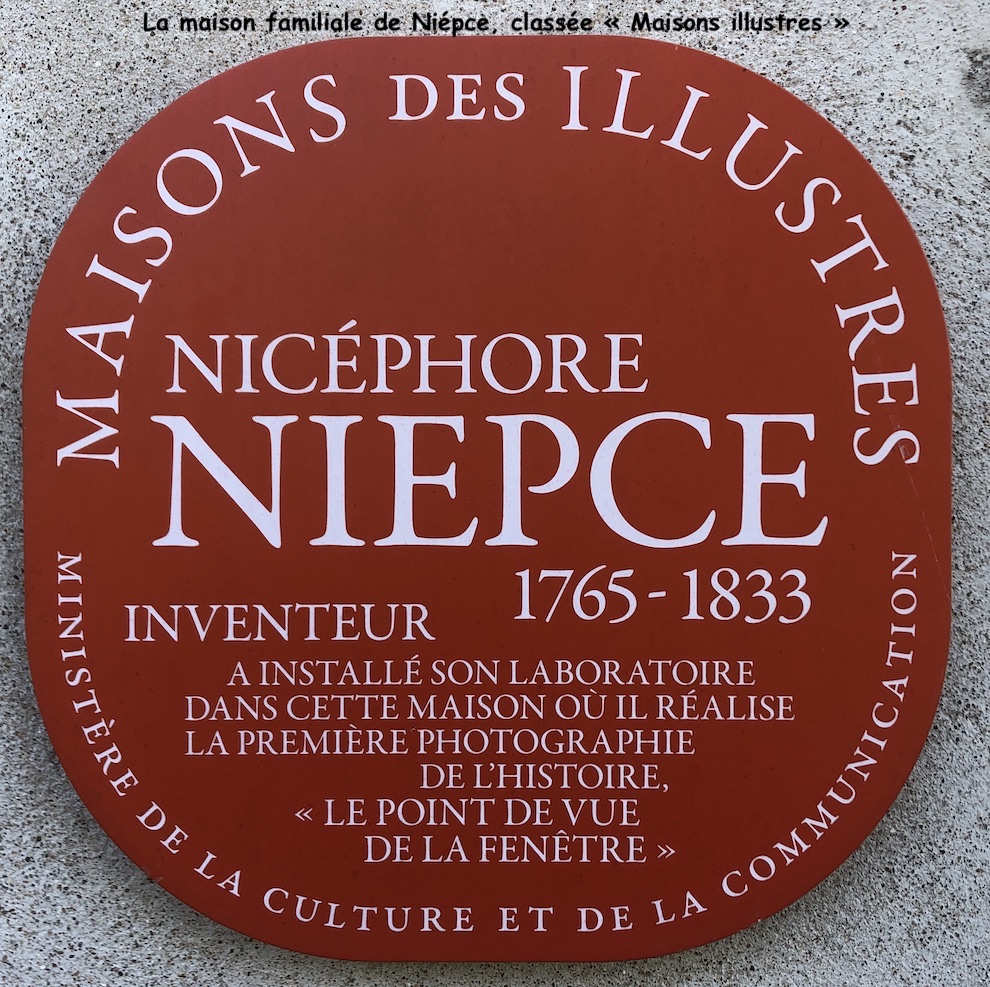 La maison familiale de Niépce, classée « Maisons illustres »
MAISONS DES ILLUSTRES
NICÉPHORE
NIEPCE
1765-1833
INVENTEUR
A INSTALLÉ SON LABORATOIRE
DANS CETTE MAISON OÙ IL RÉALISE
LA PREMIÈRE PHOTOGRAPHIE
DE L'HISTOIRE,
« LE POINT DE VUE
DE LA FENÊTRE »
MINISTÈRE DE LA CULTURE ET DE LA COMMUNICATION